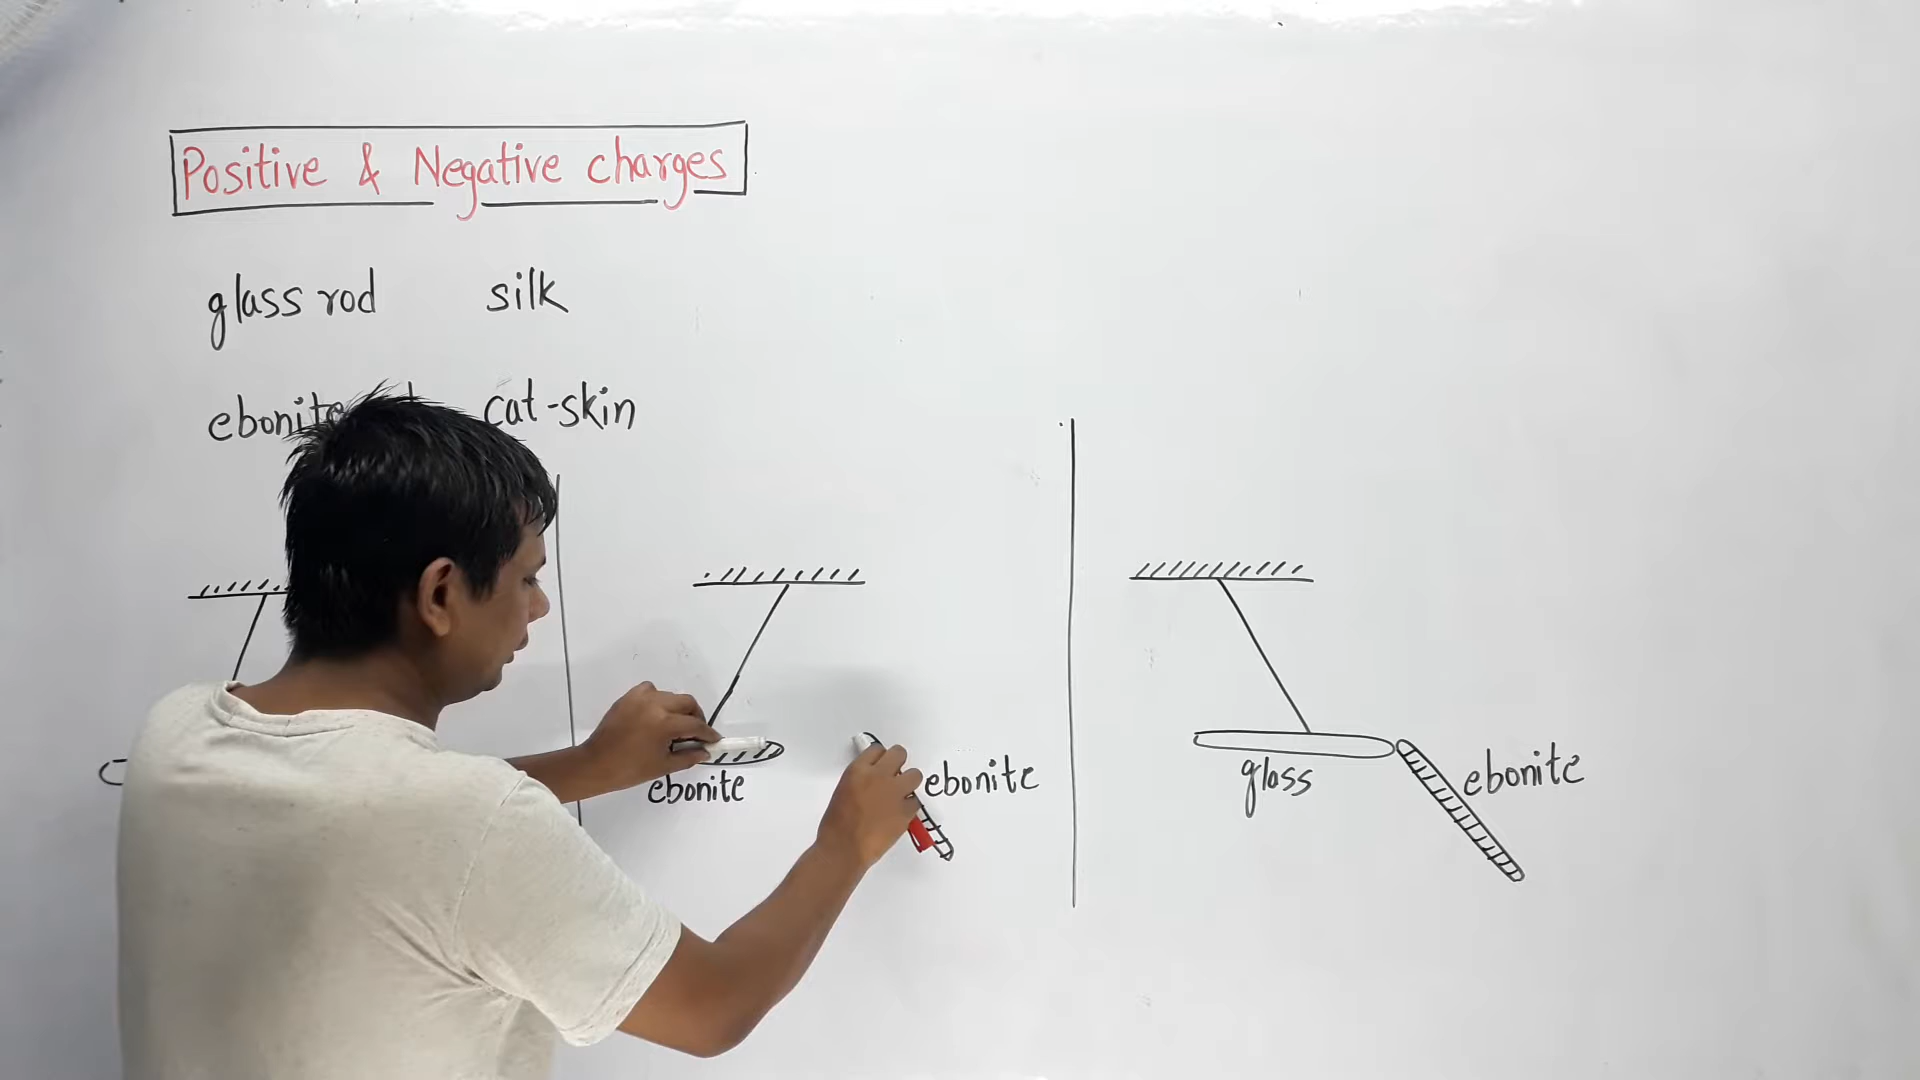 Positive & Negative charges
glass rod silk
ebonite cat-skin
ebonite
ebonite
glass
ebonite